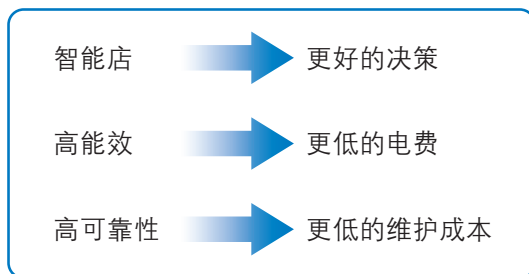 智能店 更好的决策
高能效 更低的电费
高可靠性 更低的维护成本